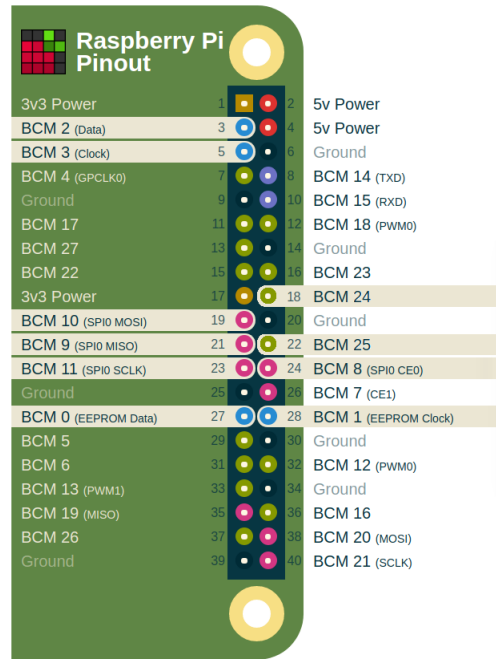 Raspberry Pi
Pinout
3v3 Power 1 2 5v Power
BCM 2 (Data) 3 4 5v Power
BCM 3 (Clock) 5 6 Ground
BCM 4 (GPCLK0) 7 8 BCM 14 (TXD)
Ground 9 10 BCM 15 (RXD)
BCM 17 11 12 BCM 18 (PWM0)
BCM 27 13 14 Ground
BCM 22 15 16 BCM 23
3v3 Power 17 18 BCM 24
BCM 10 (SPI0 MOSI) 19 20 Ground
BCM 9 (SPI0 MISO) 21 22 BCM 25
BCM 11 (SPI0 SCLK) 23 24 BCM 8 (SPI0 CE0)
Ground 25 26 BCM 7 (CE1)
BCM 0 (EEPROM Data) 27 28 BCM 1 (EEPROM Clock)
BCM 5 29 30 Ground
BCM 6 31 32 BCM 12 (PWM0)
BCM 13 (PWM1) 33 34 Ground
BCM 19 (MISO) 35 36 BCM 16
BCM 26 37 38 BCM 20 (MOSI)
Ground 39 40 BCM 21 (SCLK)